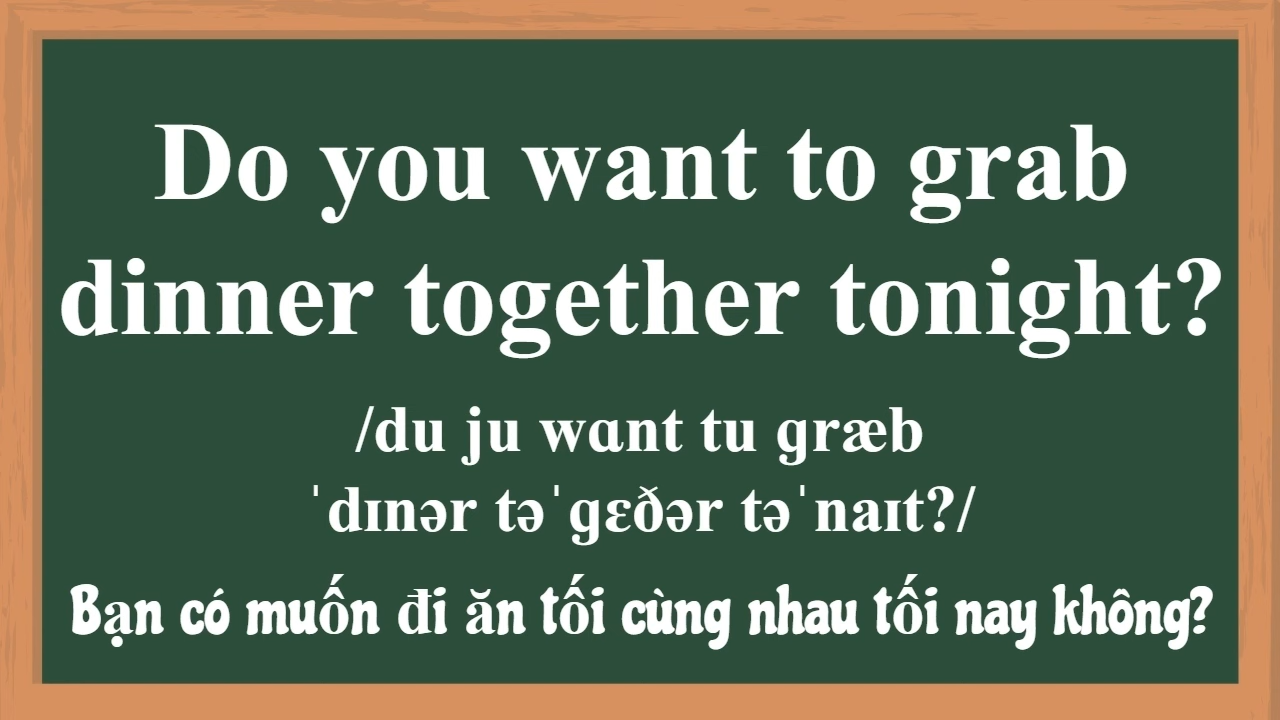 Do you want to grab
dinner together tonight?
/du ju wɑnt tu ɡræb
ˈdɪnər təˈɡɛðər təˈnaɪt?/
Bạn có muốn đi ăn tối cùng nhau tối nay không?